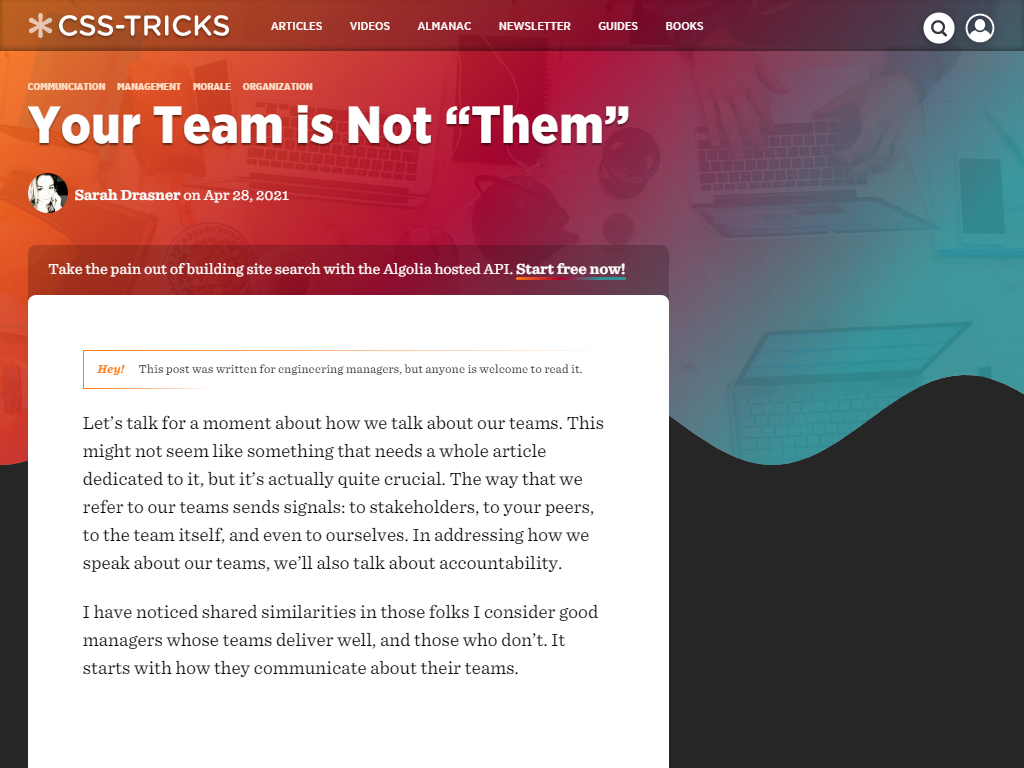 CSS-TRICKS
ARTICLES VIDEOS ALMANAC NEWSLETTER GUIDES BOOKS
COMMUNCIATION MANAGEMENT MORALE ORGANIZATION
Your Team is Not “Them”
Sarah Drasner on Apr 28, 2021
Take the pain out of building site search with the Algolia hosted API. Start free now!
Hey! This post was written for engineering managers, but anyone is welcome to read it.
Let’s talk for a moment about how we talk about our teams. This
might not seem like something that needs a whole article
dedicated to it, but it’s actually quite crucial. The way that we
refer to our teams sends signals: to stakeholders, to your peers,
to the team itself, and even to ourselves. In addressing how we
speak about our teams, we’ll also talk about accountability.
I have noticed shared similarities in those folks I consider good
managers whose teams deliver well, and those who don’t. It
starts with how they communicate about their teams.